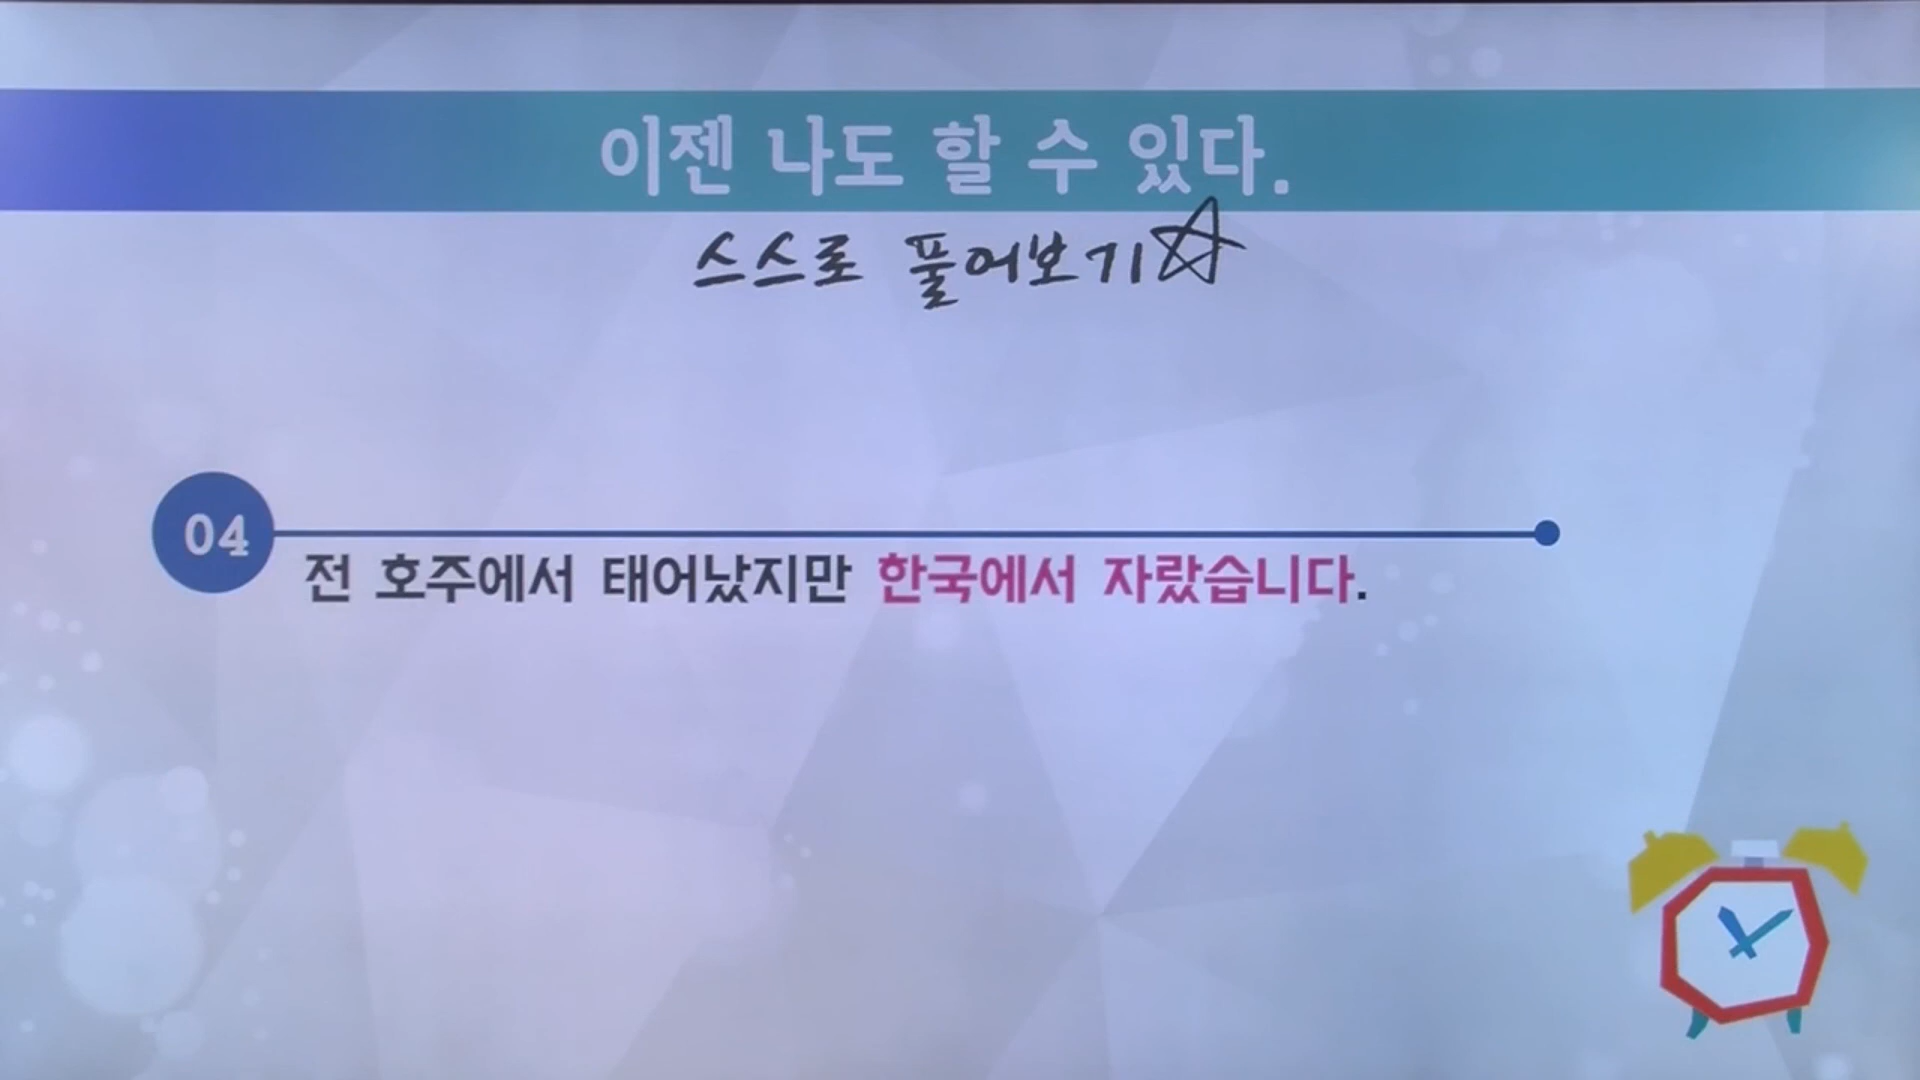 이젠 나도 할 수 있다.
스스로 풀어보기
04
전 호주에서 태어났지만 한국에서 자랐습니다.